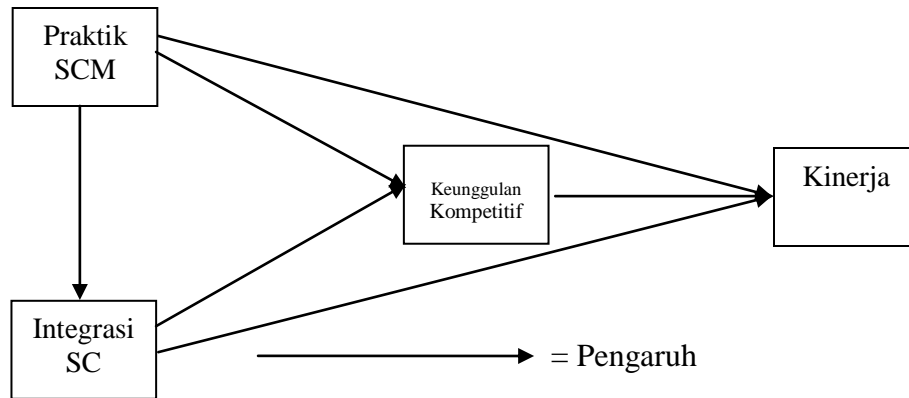 Praktik
SCM
Keunggulan
Kompetitif
Kinerja
Integrasi
SC
= Pengaruh